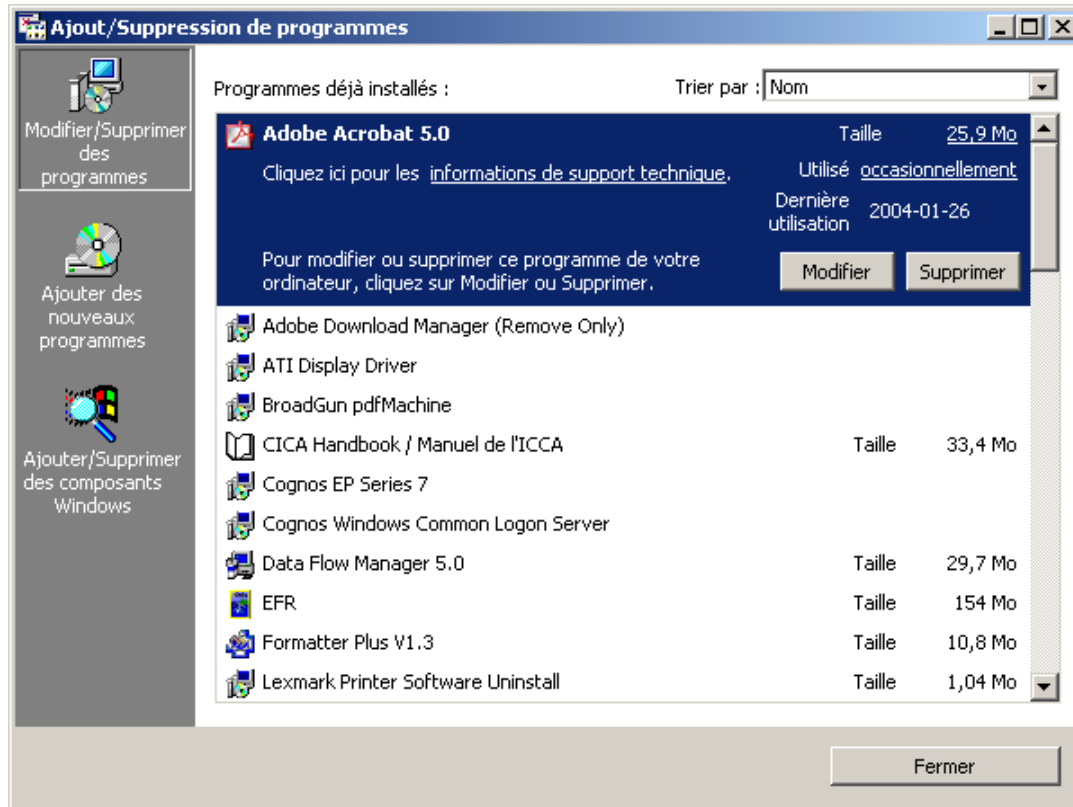 Ajout/Suppression de programmes
Modifier/Supprimer
des
programmes
Ajouter des
nouveaux
programmes
Ajouter/Supprimer
des composants
Windows
Programmes déjà installés :
Trier par : Nom
Adobe Acrobat 5.0 Taille 25,9 Mo
Cliquez ici pour les informations de support technique. Utilisé occasionnellement
Dernière
utilisation 2004-01-26
Pour modifier ou supprimer ce programme de votre
ordinateur, cliquez sur Modifier ou Supprimer.
Modifier Supprimer
Adobe Download Manager (Remove Only)
ATI Display Driver
BroadGun pdfMachine
CICA Handbook / Manuel de l'ICCA Taille 33,4 Mo
Cognos EP Series 7
Cognos Windows Common Logon Server
Data Flow Manager 5.0 Taille 29,7 Mo
EFR Taille 154 Mo
Formatter Plus V1.3 Taille 10,8 Mo
Lexmark Printer Software Uninstall Taille 1,04 Mo
Fermer